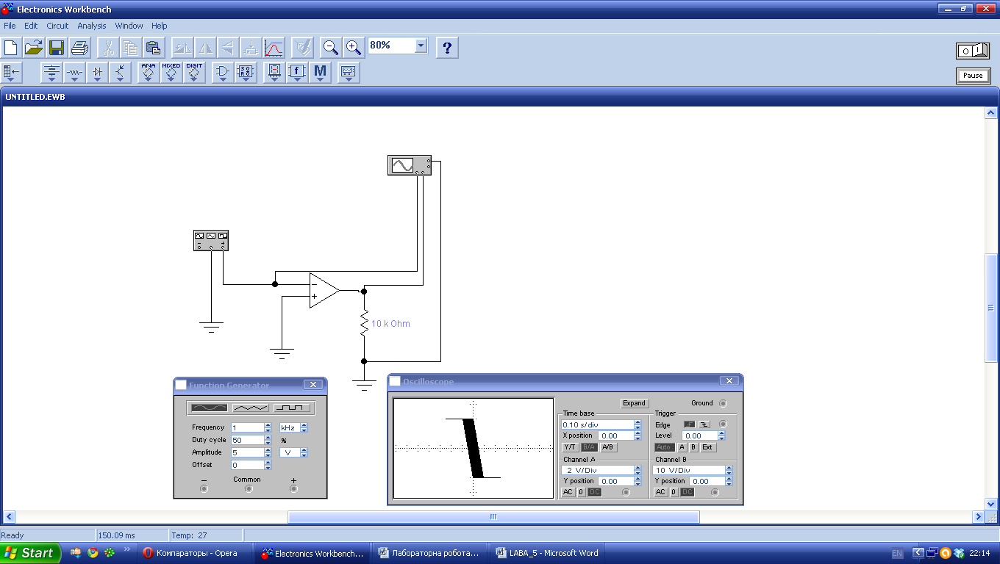 Electronics Workbench
File Edit Circuit Analysis Window Help
80%
?
ANA MIXED DIGIT
f M
Pause
UNTITLED.EWB
10 k Ohm
Function Generator
Frequency 1 kHz
Duty cycle 50 %
Amplitude 5 V
Offset 0
− Common +
Oscilloscope
Expand Ground
Time base
0.10 s/div
X position 0.00
Y/T B/A A/B
Trigger
Edge
Level 0.00
Auto A B Ext
Channel A
2 V/Div
Y position 0.00
AC 0 DC
Channel B
10 V/Div
Y position 0.00
AC 0 DC
Ready 150.09 ms Temp: 27
Start Компараторы - Opera Electronics Workbench... Лабораторна робота... LABA_5 - Microsoft Word EN 22:14